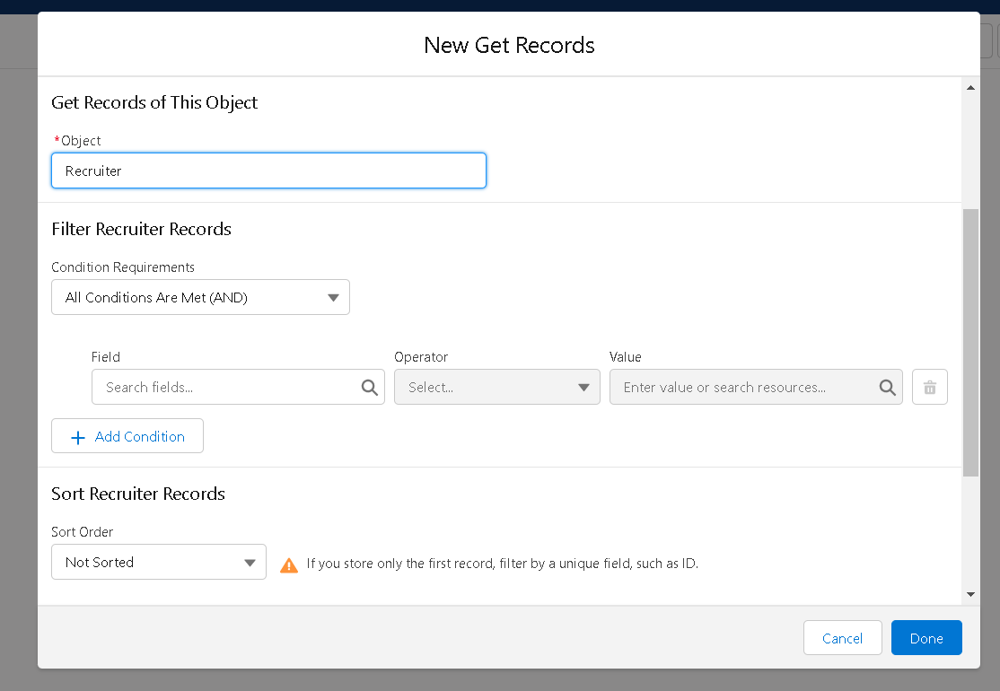 New Get Records
Get Records of This Object
*Object
Recruiter
Filter Recruiter Records
Condition Requirements
All Conditions Are Met (AND)
Field Operator Value
Search fields... Select... Enter value or search resources...
Add Condition
Sort Recruiter Records
Sort Order
Not Sorted If you store only the first record, filter by a unique field, such as ID.
Cancel Done